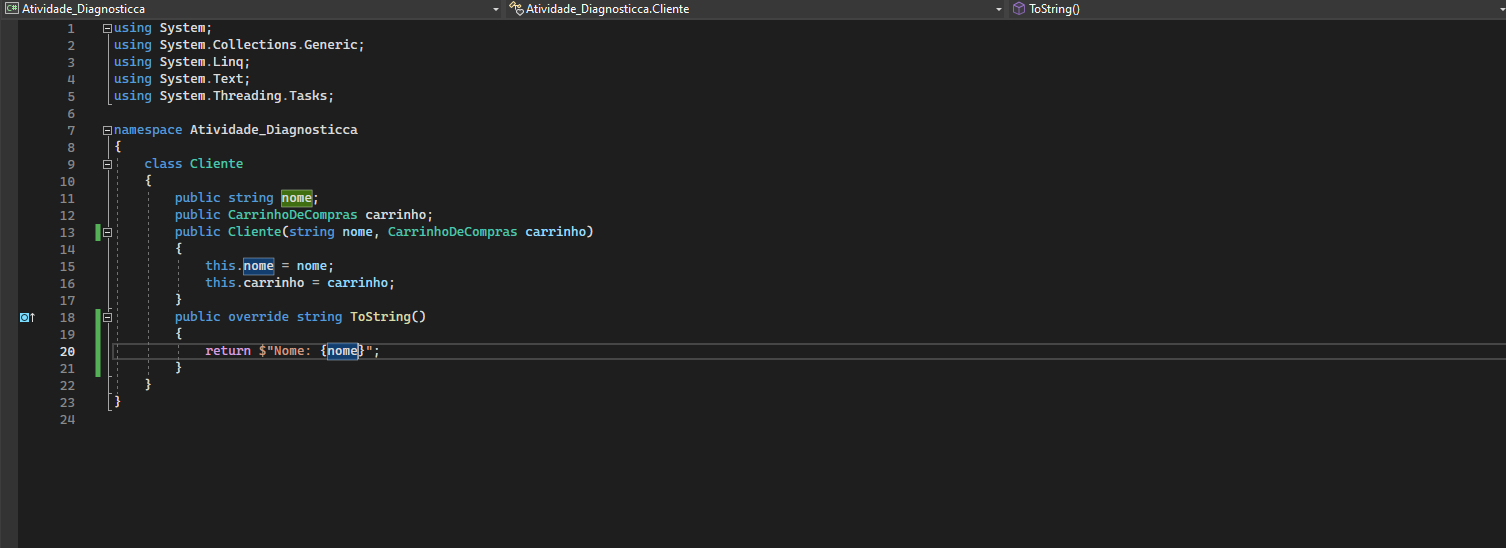 C# Atividade_Diagnosticca Atividade_Diagnosticca.Cliente ToString()
1 using System;
2 using System.Collections.Generic;
3 using System.Linq;
4 using System.Text;
5 using System.Threading.Tasks;
6
7 namespace Atividade_Diagnosticca
8 {
9 class Cliente
10 {
11 public string nome;
12 public CarrinhoDeCompras carrinho;
13 public Cliente(string nome, CarrinhoDeCompras carrinho)
14 {
15 this.nome = nome;
16 this.carrinho = carrinho;
17 }
18 public override string ToString()
19 {
20 return $"Nome: {nome}";
21 }
22 }
23 }
24